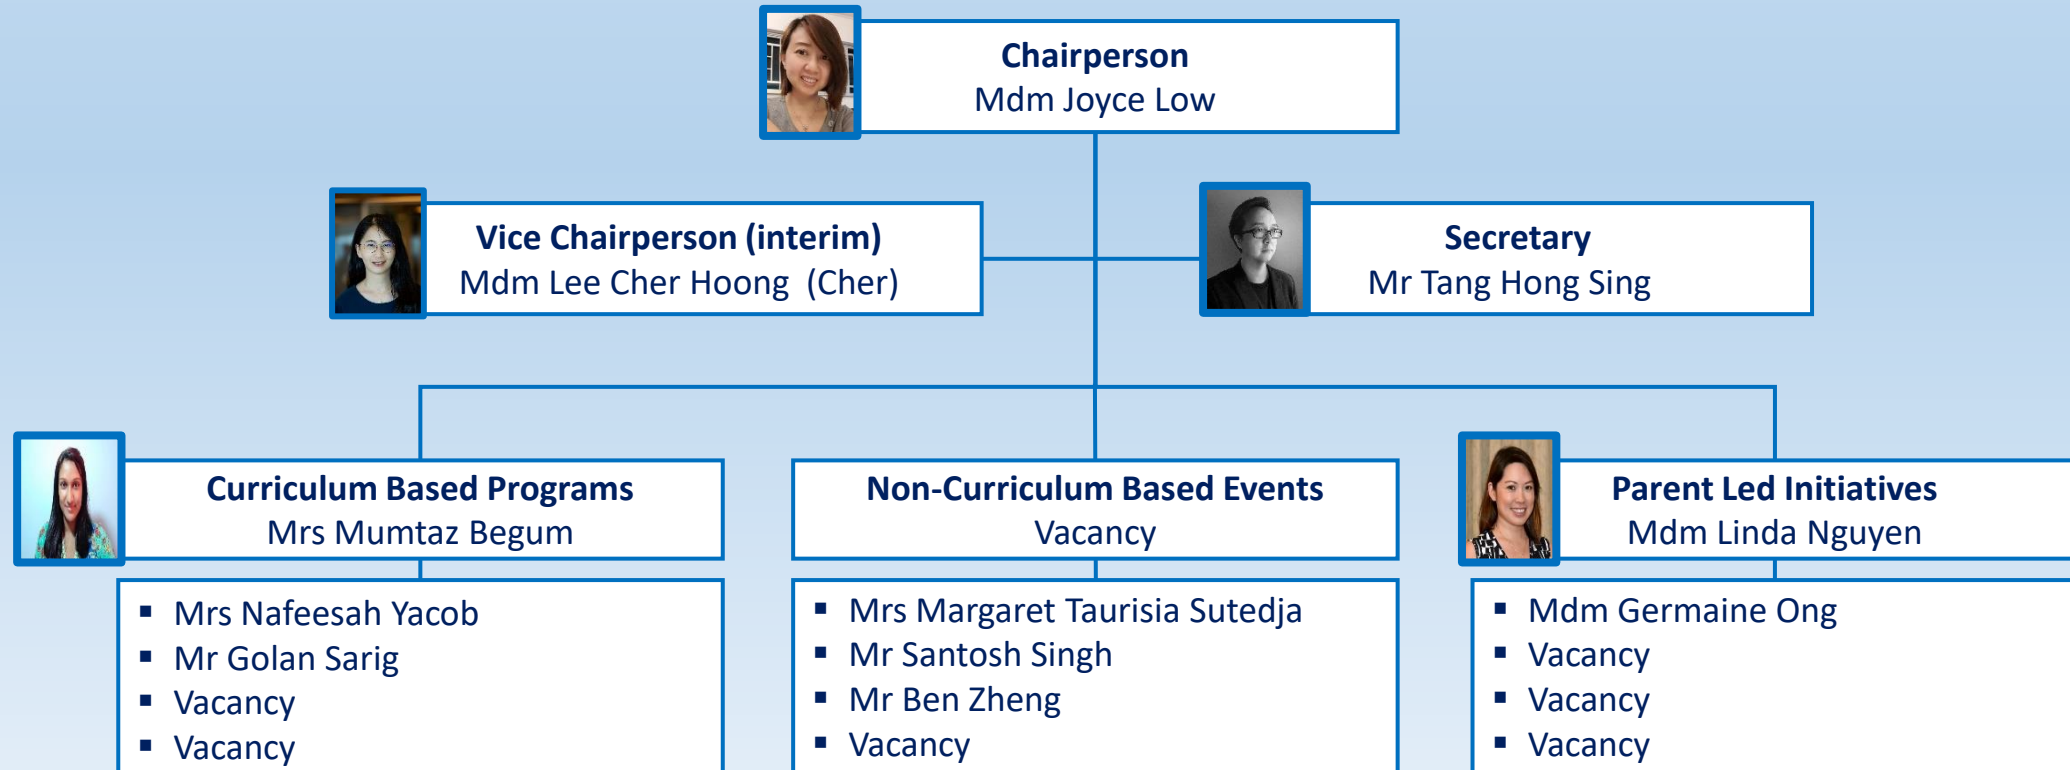 Chairperson
Mdm Joyce Low
Vice Chairperson (interim)
Mdm Lee Cher Hoong (Cher)
Secretary
Mr Tang Hong Sing
Curriculum Based Programs
Mrs Mumtaz Begum
▪ Mrs Nafeesah Yacob
▪ Mr Golan Sarig
▪ Vacancy
▪ Vacancy
Non-Curriculum Based Events
Vacancy
▪ Mrs Margaret Taurisia Sutedja
▪ Mr Santosh Singh
▪ Mr Ben Zheng
▪ Vacancy
Parent Led Initiatives
Mdm Linda Nguyen
▪ Mdm Germaine Ong
▪ Vacancy
▪ Vacancy
▪ Vacancy